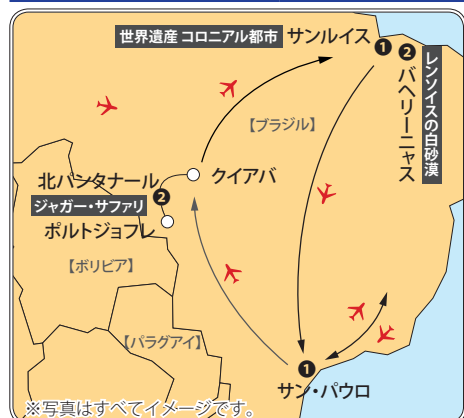 世界遺産 コロニアル都市 サンルイス ❶ ❷
バヘリーニャス
レンソイスの白砂漠
【ブラジル】
クイアバ
北パンタナール ❷
ジャガー・サファリ
ポルトジョフレ
【ボリビア】
【パラグアイ】
❶
サン・パウロ
※写真はすべてイメージです。